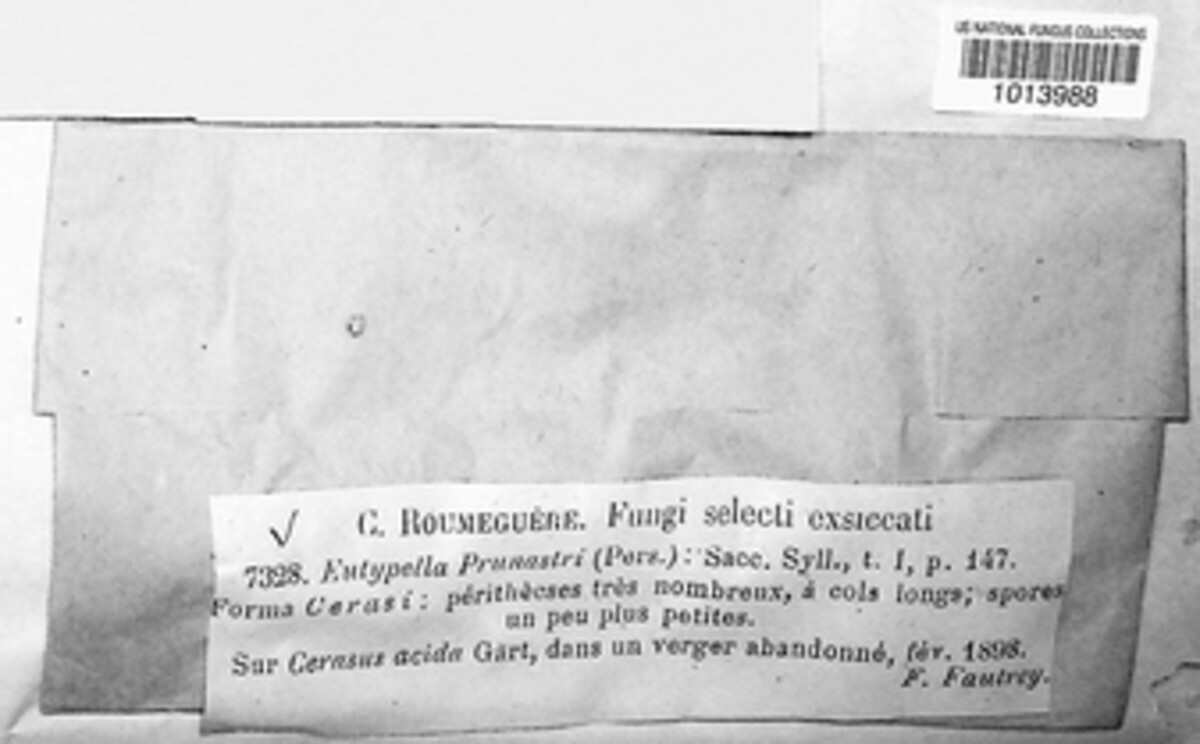 US NATIONAL FUNGUS COLLECTIONS
1013988
C. ROUMEGUÈRE. Fungi selecti exsiccati
7328. Eutypella Prunastri (Pers.): Sacc. Syll., t. I, p. 147.
Forma Cerasi: périthèces très nombreux, à cols longs; spores
un peu plus petites.
Sur Cerasus acida Gärt, dans un verger abandonné, fév. 1898.
F. Fautrey.